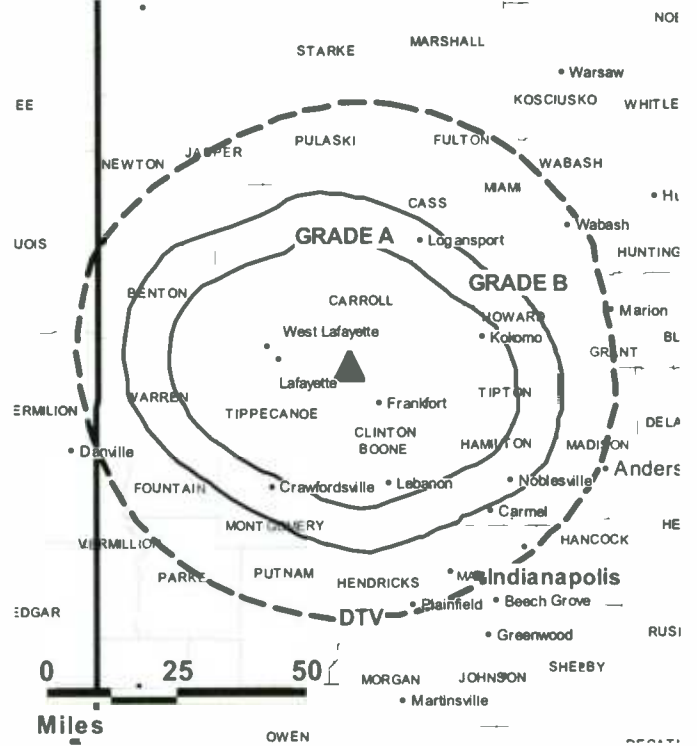 NOB
MARSHALL
STARKE
Warsaw
KOSCIUSKO
WHITLE
EE
JASPER
PULASKI
FULTON
NEWTON
WABASH
MIAMI
CASS
GRADE A
Logansport
Wabash
UOIS
HUNTING
GRADE B
BENTON
CARROLL
HOWARD
Marion
West Lafayette
Kokomo
BL
GRANT
Lafayette
WARREN
Frankfort
TIPTON
ERMILION
TIPPECANOE
DELA
CLINTON
BOONE
HAMILTON
MADISON
Danville
Anders
FOUNTAIN
Crawfordsville
Lebanon
Noblesville
Carmel
MONTGOMERY
HE
VERMILLION
HANCOCK
PARKE
PUTNAM
HENDRICKS
MA
Indianapolis
Plainfield
Beech Grove
EDGAR
DTV
Greenwood
RUSI
SHELBY
0 25 50
MORGAN
JOHNSON
Martinsville
Miles
OWEN